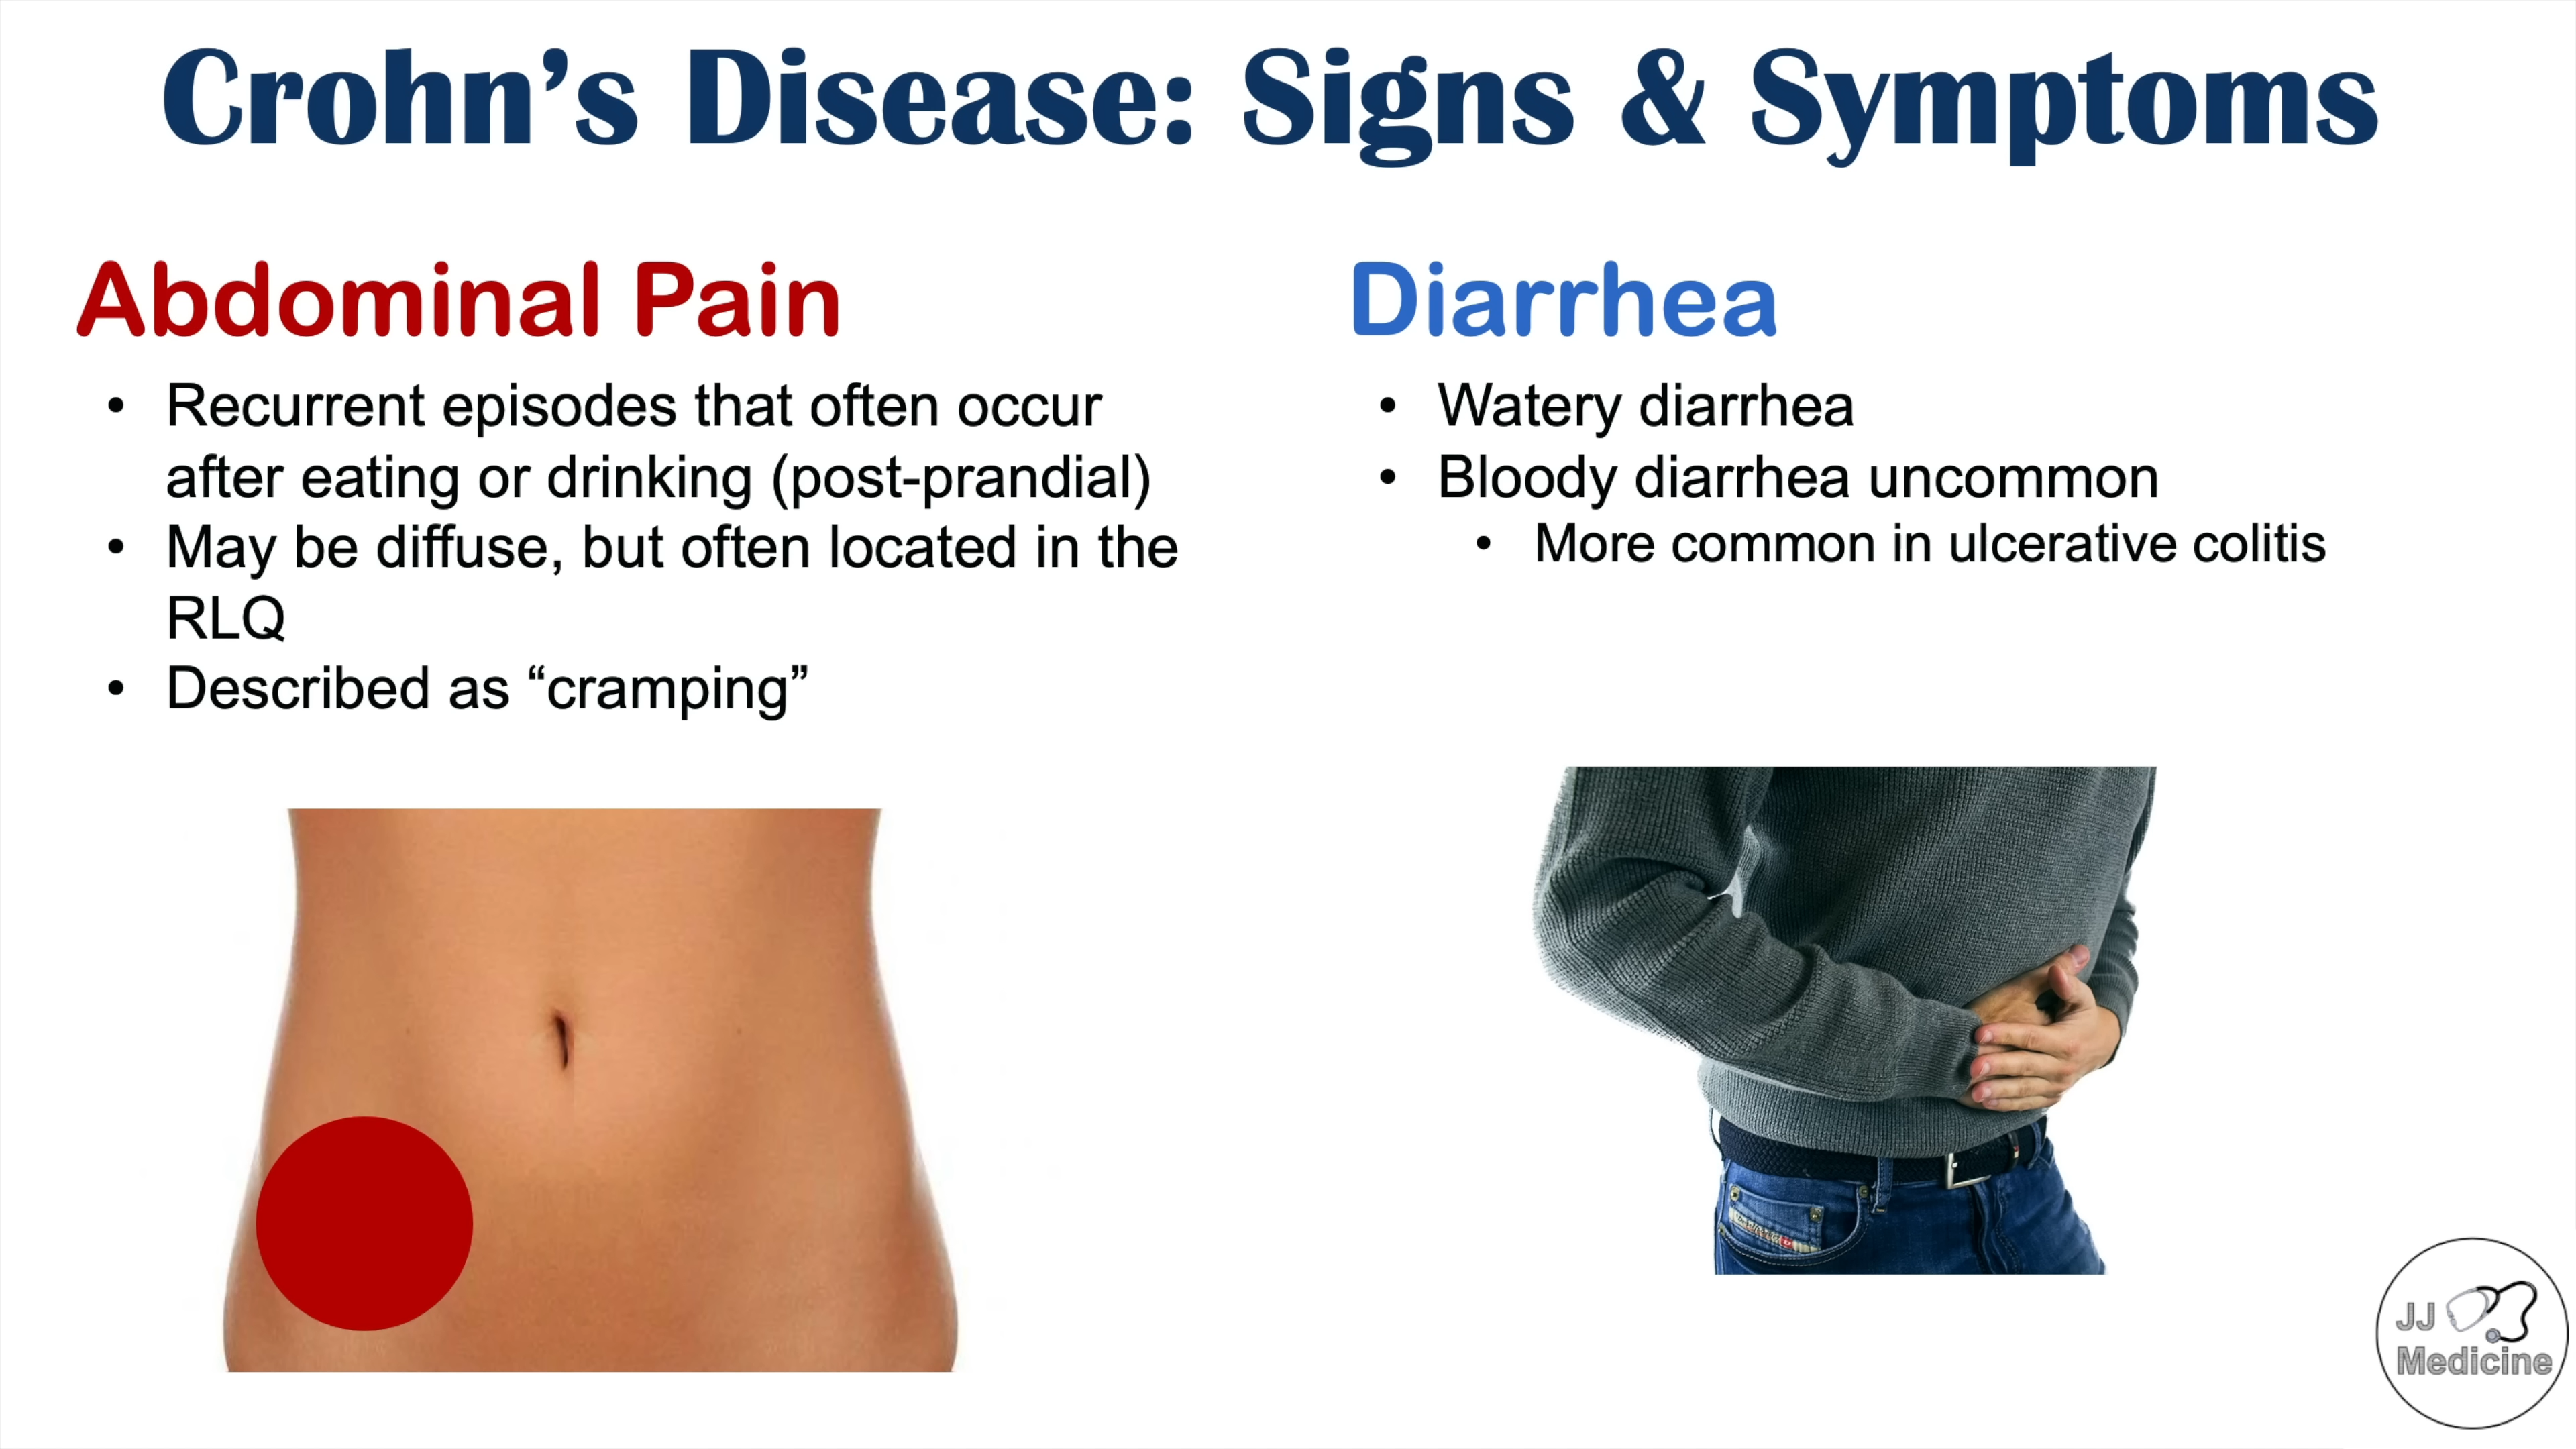 Crohn’s Disease: Signs & Symptoms
Abdominal Pain
• Recurrent episodes that often occur
after eating or drinking (post-prandial)
• May be diffuse, but often located in the
RLQ
• Described as “cramping”
Diarrhea
• Watery diarrhea
• Bloody diarrhea uncommon
• More common in ulcerative colitis
JJ
Medicine